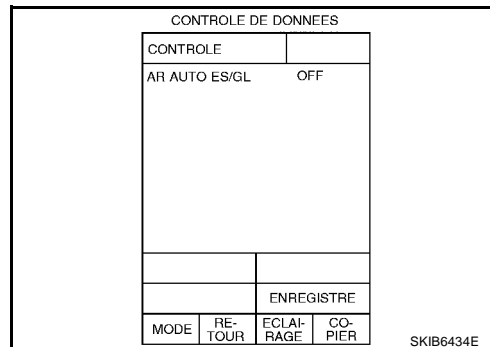 CONTROLE DE DONNEES
CONTROLE
AR AUTO ES/GL OFF
ENREGISTRE
MODE
RE-
TOUR
ECLAI-
RAGE
CO-
PIER
SKIB6434E